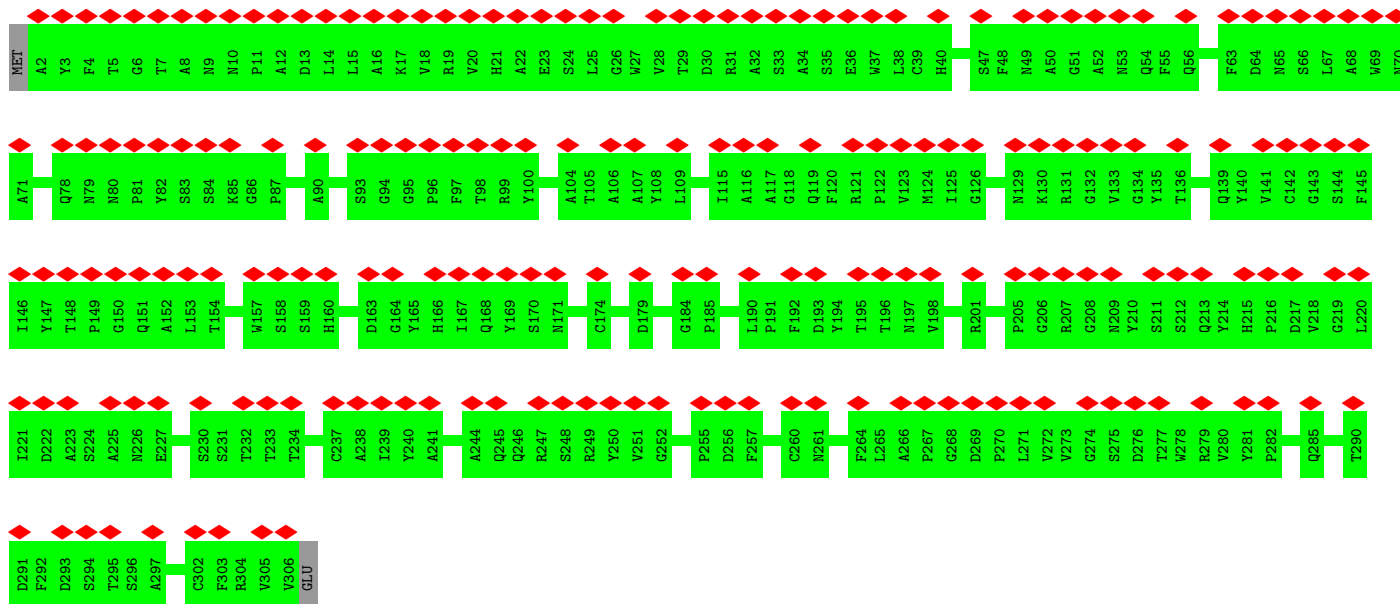 MET A2 Y3 F4 T5 G6 T7 A8 N9 N10 P11 A12 D13 L14 L15 A16 K17 V18 R19 V20 H21 A22 E23 S24 L25 G26 W27 V28 T29 D30 R31 A32 S33 A34 S35 E36 W37 L38 C39 H40 S47 F48 N49 A50 G51 A52 N53 Q54 F55 Q56 F63 D64 N65 S66 L67 A68 W69 N70
A71 Q78 N79 N80 P81 Y82 S83 S84 K85 G86 P87 A90 S93 G94 G95 P96 F97 T98 R99 Y100 A104 T105 A106 A107 Y108 L109 I115 A116 A117 G118 Q119 F120 R121 P122 V123 M124 I125 G126 N129 K130 R131 G132 V133 G134 Y135 T136 Q139 Y140 V141 C142 G143 S144 F145
I146 Y147 T148 P149 G150 Q151 A152 L153 T154 W157 S158 S159 H160 D163 G164 Y165 H166 I167 Q168 Y169 S170 N171 C174 D179 G184 P185 L190 P191 F192 D193 Y194 T195 T196 N197 V198 R201 P205 G206 R207 G208 N209 Y210 S211 S212 Q213 Y214 H215 P216 D217 V218 G219 L220
I221 D222 A223 S224 A225 N226 E227 S230 S231 T232 T233 T234 C237 A238 I239 Y240 A241 A244 Q245 Q246 R247 S248 R249 Y250 V251 G252 P255 D256 F257 C260 N261 F264 L265 A266 P267 G268 D269 P270 L271 V272 V273 G274 S275 D276 T277 W278 R279 V280 Y281 P282 Q285 T290
D291 F292 D293 S294 T295 S296 A297 C302 F303 R304 V305 V306 GLU